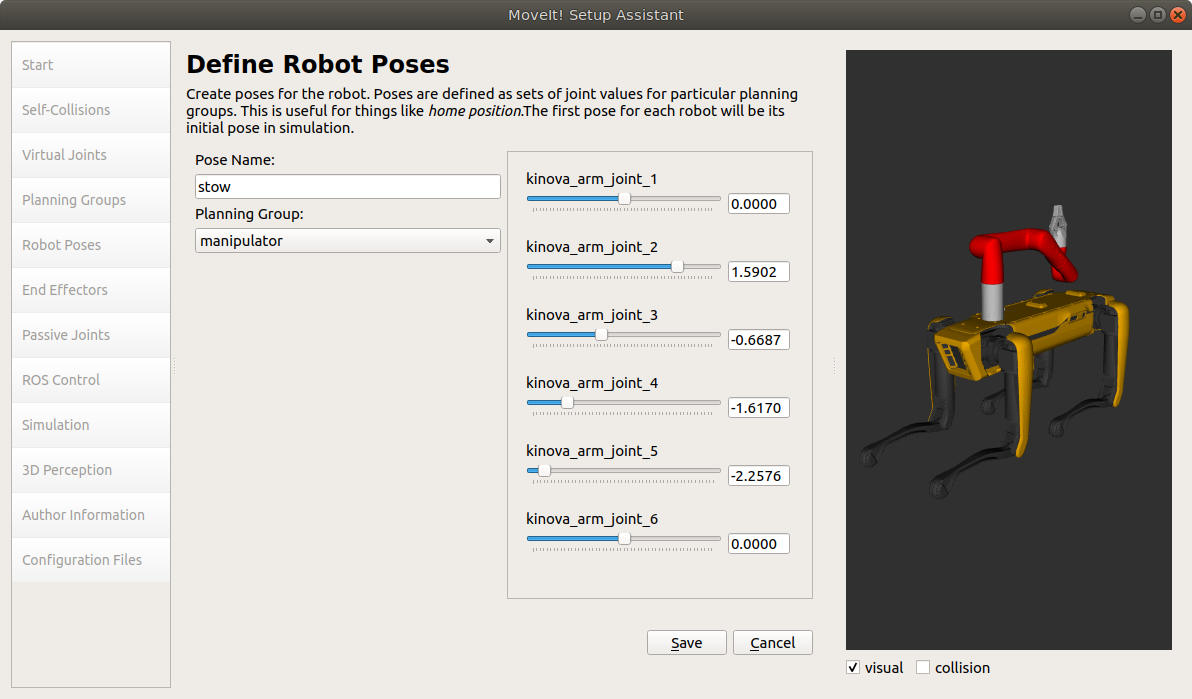 MoveIt! Setup Assistant
Start
Self-Collisions
Virtual Joints
Planning Groups
Robot Poses
End Effectors
Passive Joints
ROS Control
Simulation
3D Perception
Author Information
Configuration Files
Define Robot Poses
Create poses for the robot. Poses are defined as sets of joint values for particular planning
groups. This is useful for things like home position.The first pose for each robot will be its
initial pose in simulation.
Pose Name:
stow
Planning Group:
manipulator
kinova_arm_joint_1
0.0000
kinova_arm_joint_2
1.5902
kinova_arm_joint_3
-0.6687
kinova_arm_joint_4
-1.6170
kinova_arm_joint_5
-2.2576
kinova_arm_joint_6
0.0000
Save
Cancel
visual
collision